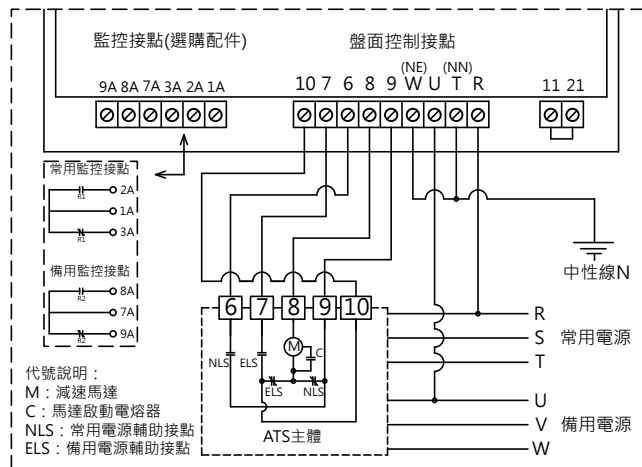 監控接點(選購配件)
盤面控制接點
9A 8A 7A 3A 2A 1A
(NE) (NN)
10 7 6 8 9 W U T R
11 21
常用監控接點
R1
2A
1A
R1
3A
備用監控接點
R2
8A
7A
R2
9A
中性線N
6 7 8 9 10
NLS
ELS
M
C
ELS
NLS
ATS主體
R
S
T
常用電源
U
V
W
備用電源
代號說明：
M：減速馬達
C：馬達啟動電熔器
NLS：常用電源輔助接點
ELS：備用電源輔助接點